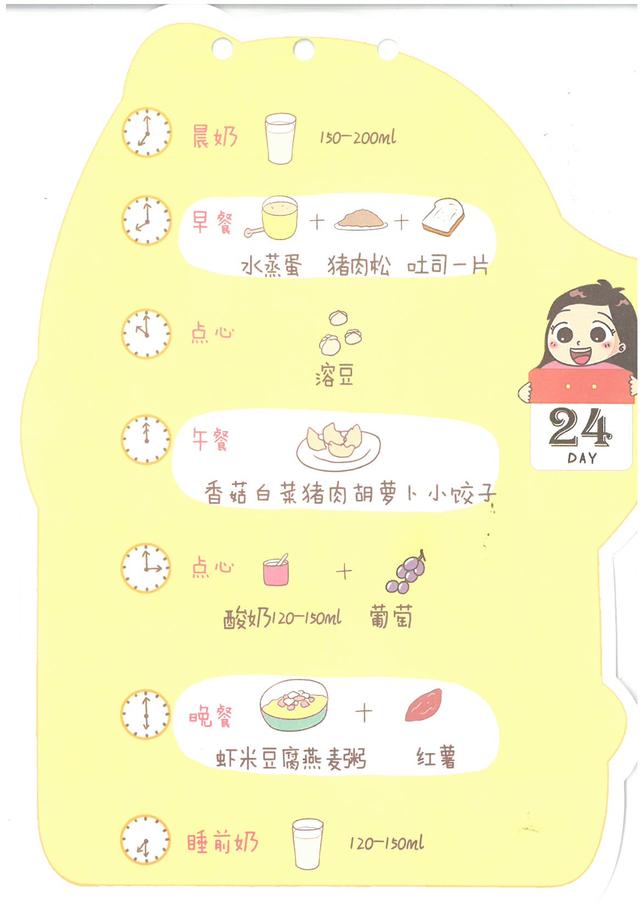 晨奶 150-200ml
早餐 + +
水蒸蛋 猪肉松 吐司一片
点心
溶豆
24
DAY
午餐
香菇白菜猪肉胡萝卜小饺子
点心 +
酸奶120-150ml 葡萄
晚餐 +
虾米豆腐燕麦粥 红薯
睡前奶 120-150ml